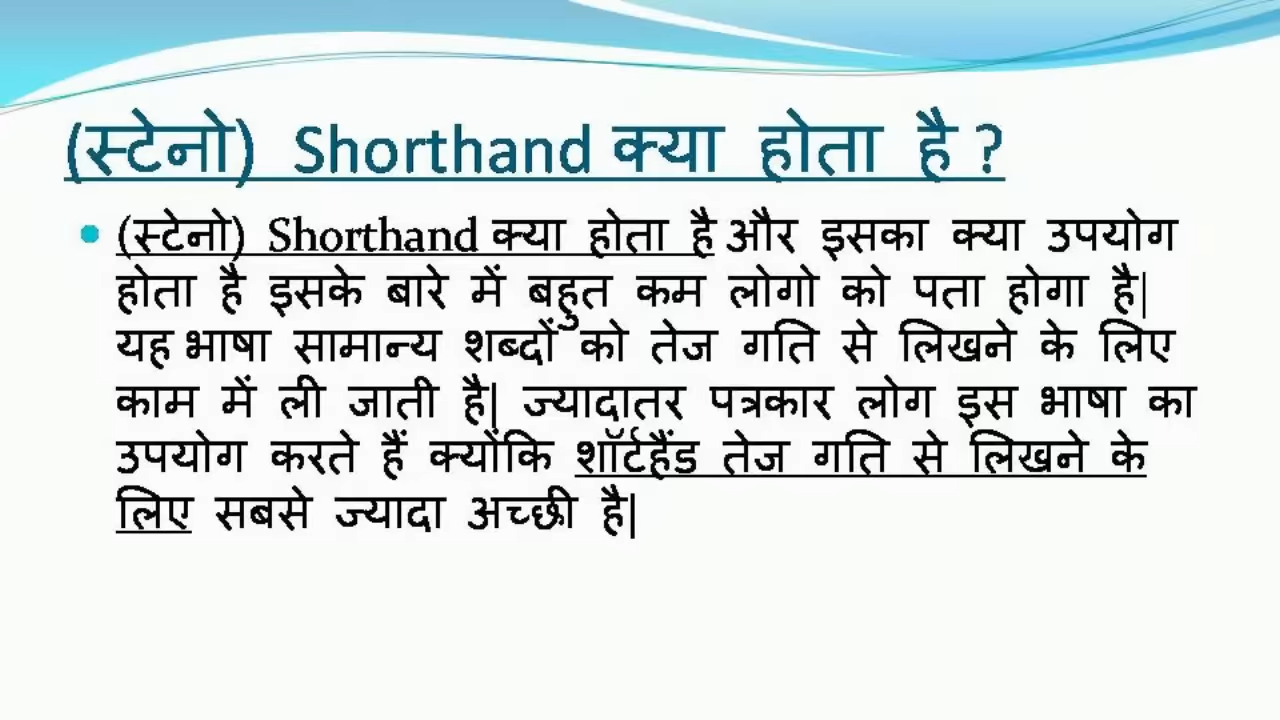 (स्टेनो) Shorthand क्या होता है ?
(स्टेनो) Shorthand क्या होता है और इसका क्या उपयोग
होता है इसके बारे में बहुत कम लोगो को पता होगा है|
यह भाषा सामान्य शब्दों को तेज गति से लिखने के लिए
काम में ली जाती है| ज्यादातर पत्रकार लोग इस भाषा का
उपयोग करते हैं क्योंकि शॉर्टहैंड तेज गति से लिखने के
लिए सबसे ज्यादा अच्छी है|